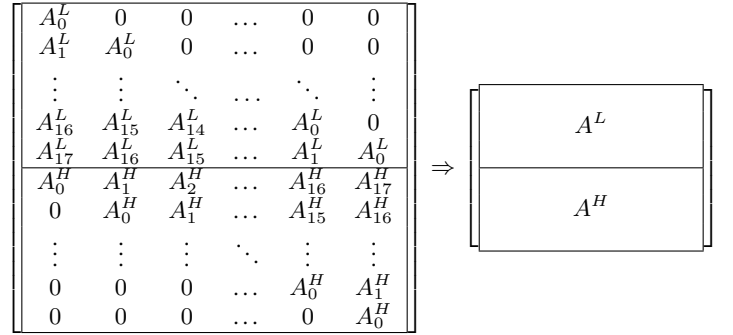 A_0^L 0 0 … 0 0
A_1^L A_0^L 0 … 0 0
⋮ ⋮ ⋱ … ⋱ ⋮
A_16^L A_15^L A_14^L … A_0^L 0
A_17^L A_16^L A_15^L … A_1^L A_0^L
A_0^H A_1^H A_2^H … A_16^H A_17^H
0 A_0^H A_1^H … A_15^H A_16^H
⋮ ⋮ ⋮ ⋱ ⋮ ⋮
0 0 0 … A_0^H A_1^H
0 0 0 … 0 A_0^H
⇒
A^L
A^H